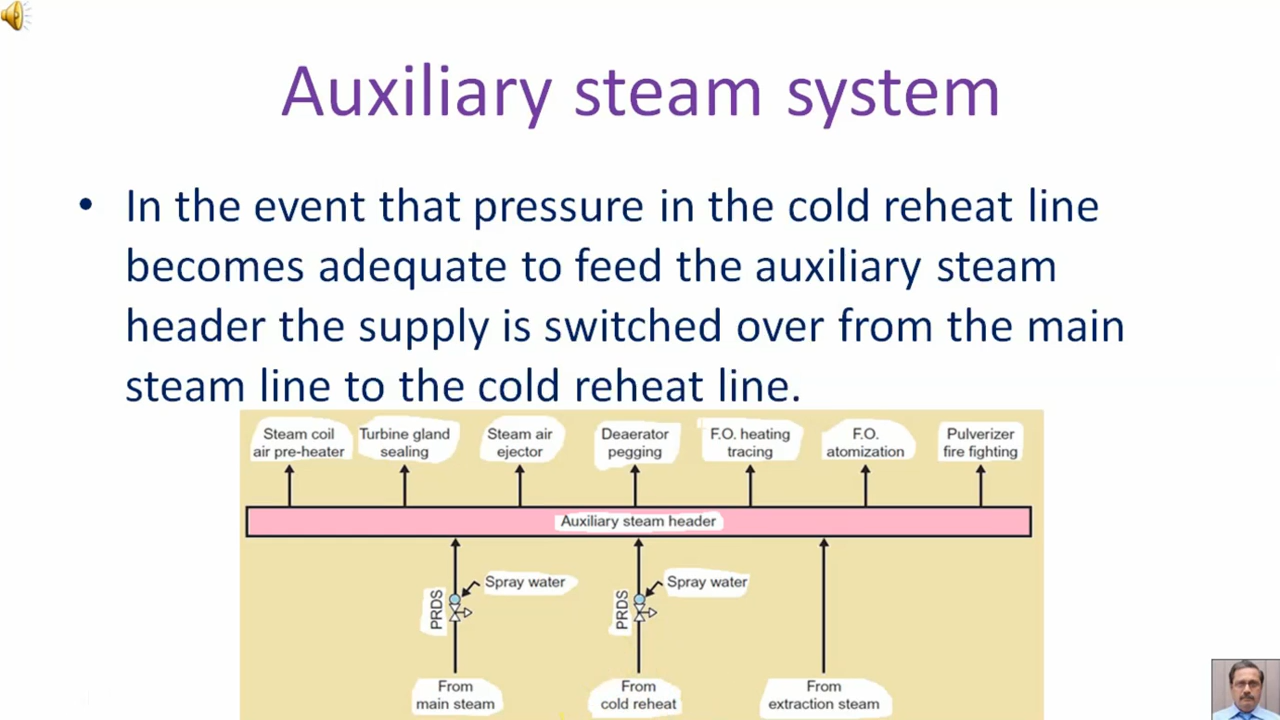 Auxiliary steam system
• In the event that pressure in the cold reheat line
becomes adequate to feed the auxiliary steam
header the supply is switched over from the main
steam line to the cold reheat line.
Steam coil
air pre-heater
Turbine gland
sealing
Steam air
ejector
Deaerator
pegging
F.O. heating
tracing
F.O.
atomization
Pulverizer
fire fighting
Auxiliary steam header
Spray water
PRDS
Spray water
PRDS
From
main steam
From
cold reheat
From
extraction steam